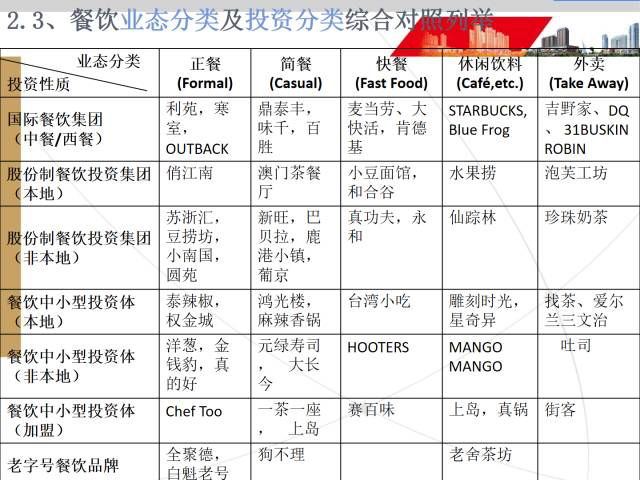 2.3、餐饮业态分类及投资分类综合对照列举
业态分类
投资性质
正餐
(Formal)
简餐
(Casual)
快餐
(Fast Food)
休闲饮料
(Café,etc.)
外卖
(Take Away)
国际餐饮集团
（中餐/西餐）
利苑，寒
室，
OUTBACK
鼎泰丰，
味千，百
胜
麦当劳、大
快活，肯德
基
STARBUCKS,
Blue Frog
吉野家、DQ
、31BUSKIN
ROBIN
股份制餐饮投资集团
（本地）
俏江南
澳门茶餐
厅
小豆面馆，
和合谷
水果捞
泡芙工坊
股份制餐饮投资集团
（非本地）
苏浙汇，
豆捞坊，
小南国，
圆苑
新旺，巴
贝拉，鹿
港小镇，
葡京
真功夫，永
和
仙踪林
珍珠奶茶
餐饮中小型投资体
（本地）
泰辣椒，
权金城
鸿光楼，
麻辣香锅
台湾小吃
雕刻时光，
星奇异
找茶、爱尔
兰三文治
餐饮中小型投资体
（非本地）
洋葱，金
钱豹，真
的好
元绿寿司
， 大长
今
HOOTERS
MANGO
MANGO
吐司
餐饮中小型投资体
（加盟）
Chef Too
一茶一座
， 上岛
赛百味
上岛，真锅
街客
老字号餐饮品牌
全聚德，
白魁老号
狗不理
老舍茶坊